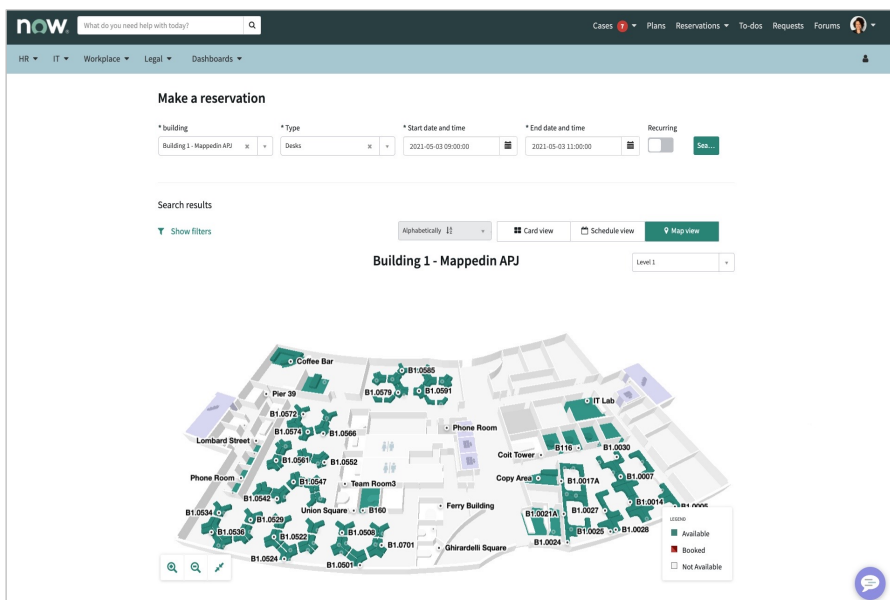 now.
What do you need help with today?
Cases 7 Plans Reservations To-dos Requests Forums
HR IT Workplace Legal Dashboards
Make a reservation
* building * Type * Start date and time * End date and time Recurring
Building 1 - Mappedin APJ x Desks x 2021-05-03 09:00:00 2021-05-03 11:00:00 Sea...
Search results
Show filters Alphabetically Card view Schedule view Map view
Building 1 - Mappedin APJ Level 1
Coffee Bar
B1.0585
B1.0579 B1.0591
Pier 39
IT Lab
B1.0572
B1.0574 B1.0566
Phone Room
Lombard Street
Coit Tower B116 B1.0030
B1.0561 B1.0552
Phone Room B1.0547 Team Room3
Copy Area B1.0017A B1.0007
B1.0542
B1.0534 Union Square B160 Ferry Building
B1.0021A B1.0027 B1.0014 B1.0005
B1.0529
B1.0536 B1.0522 B1.0508
B1.0025 B1.0028
B1.0701 Ghirardelli Square B1.0024
B1.0524 B1.0501
LEGEND
Available
Booked
Not Available